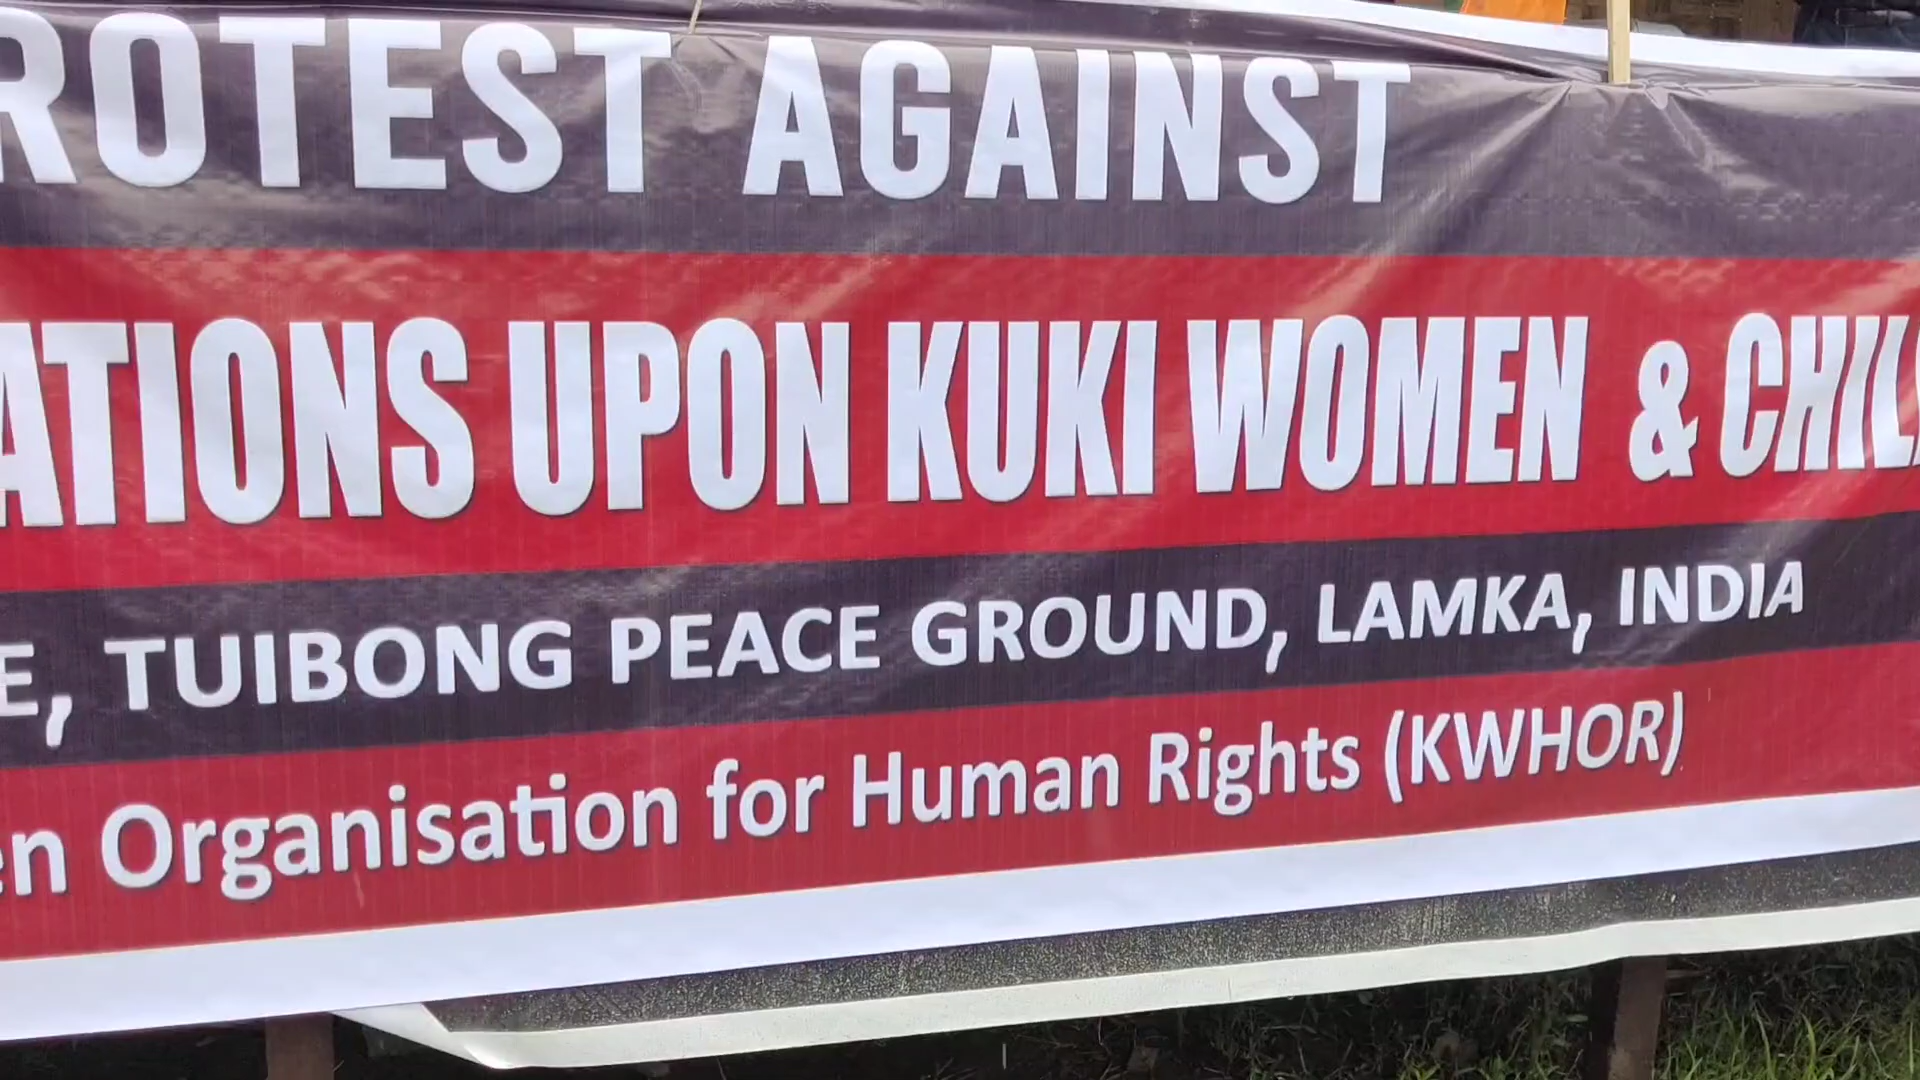 ROTEST AGAINST
ATIONS UPON KUKI WOMEN & CHIL
E, TUIBONG PEACE GROUND, LAMKA, INDIA
en Organisation for Human Rights (KWHOR)